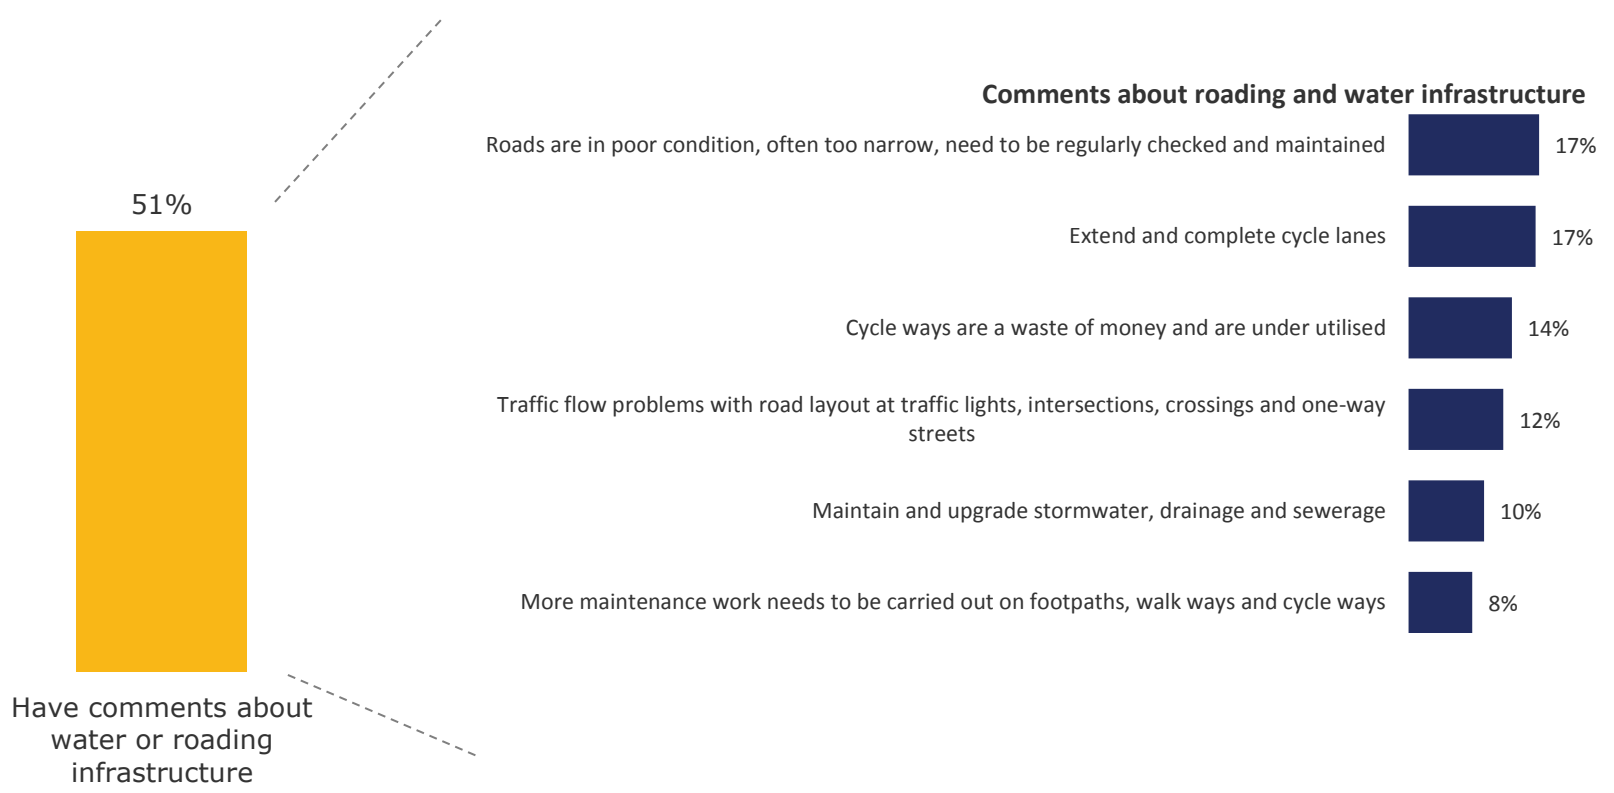 Comments about roading and water infrastructure
Roads are in poor condition, often too narrow, need to be regularly checked and maintained
17%
Extend and complete cycle lanes
17%
Cycle ways are a waste of money and are under utilised
14%
Traffic flow problems with road layout at traffic lights, intersections, crossings and one-way
streets
12%
Maintain and upgrade stormwater, drainage and sewerage
10%
More maintenance work needs to be carried out on footpaths, walk ways and cycle ways
8%
51%
Have comments about
water or roading
infrastructure